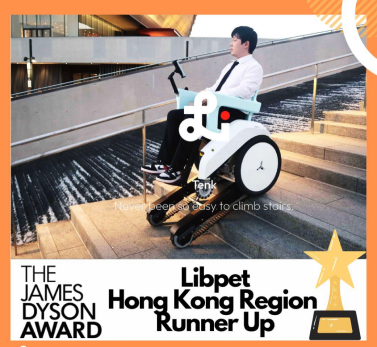 Tenk
Never been so easy to climb stairs
THE
JAMES
DYSON
AWARD
Libpet
Hong Kong Region
Runner Up